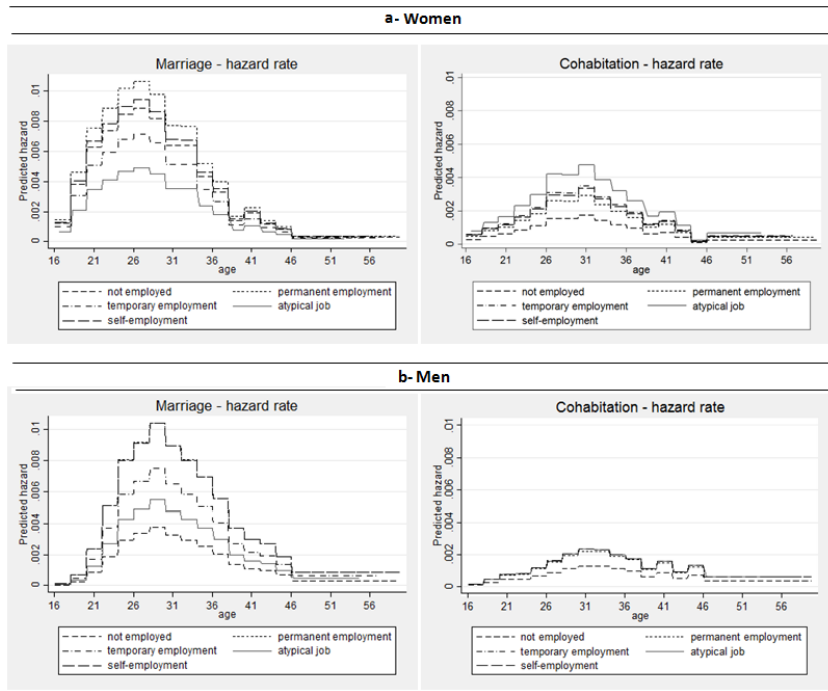 a- Women
Marriage - hazard rate
Predicted hazard
0 .002 .004 .006 .008 .01
16 21 26 31 36 41 46 51 56
age
not employed permanent employment
temporary employment atypical job
self-employment
Cohabitation - hazard rate
Predicted hazard
0 .002 .004 .006 .008 .01
16 21 26 31 36 41 46 51 56
age
not employed permanent employment
temporary employment atypical job
self-employment
b- Men
Marriage - hazard rate
Predicted hazard
0 .002 .004 .006 .008 .01
16 21 26 31 36 41 46 51 56
age
not employed permanent employment
temporary employment atypical job
self-employment
Cohabitation - hazard rate
Predicted hazard
0 .002 .004 .006 .008 .01
16 21 26 31 36 41 46 51 56
age
not employed permanent employment
temporary employment atypical job
self-employment